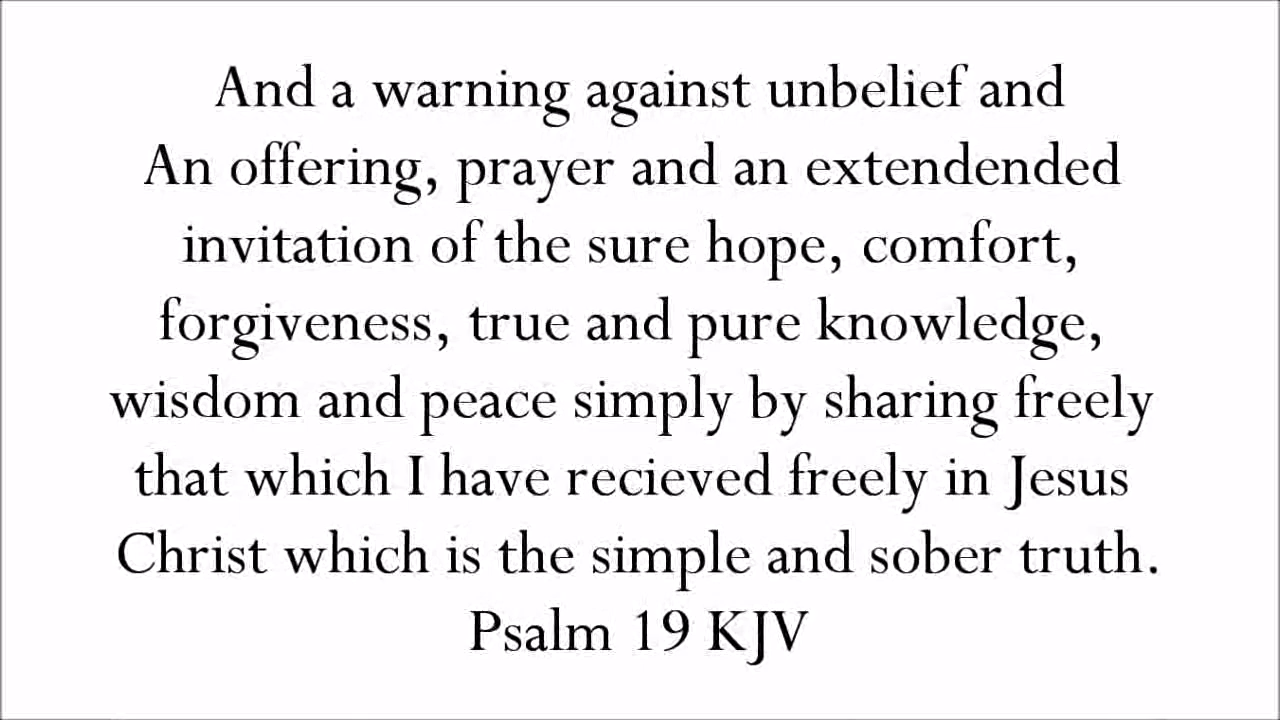 And a warning against unbelief and
An offering, prayer and an extendended
invitation of the sure hope, comfort,
forgiveness, true and pure knowledge,
wisdom and peace simply by sharing freely
that which I have recieved freely in Jesus
Christ which is the simple and sober truth.
Psalm 19 KJV